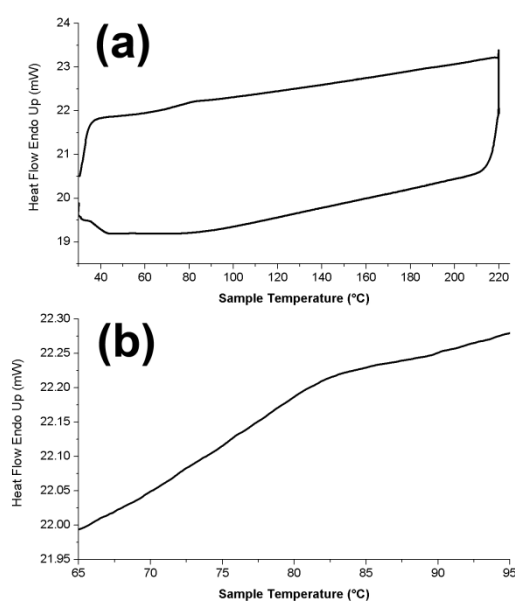 (a)
24
23
22
21
20
19
Heat Flow Endo Up (mW)
40 60 80 100 120 140 160 180 200 220
Sample Temperature (°C)
(b)
22.30
22.25
22.20
22.15
22.10
22.05
22.00
21.95
Heat Flow Endo Up (mW)
65 70 75 80 85 90 95
Sample Temperature (°C)